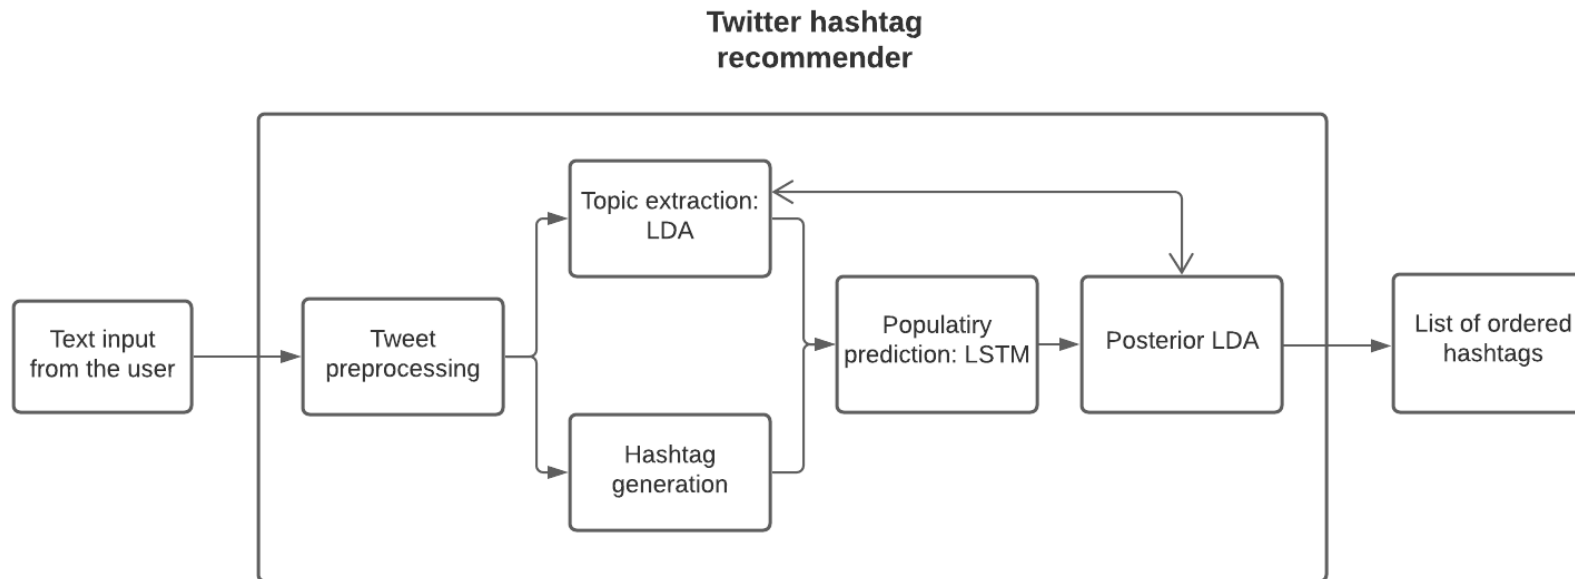 Twitter hashtag
recommender
Text input
from the user
Tweet
preprocessing
Topic extraction:
LDA
Hashtag
generation
Populatiry
prediction: LSTM
Posterior LDA
List of ordered
hashtags